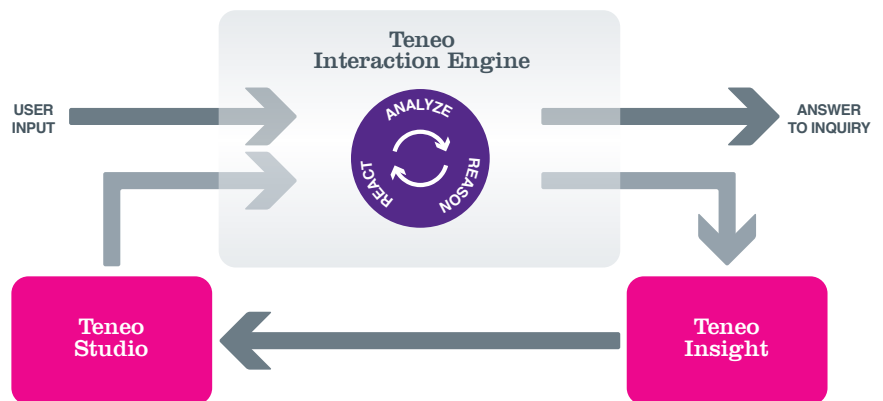 Teneo
Interaction Engine
USER
INPUT
ANALYZE
REASON
REACT
ANSWER
TO INQUIRY
Teneo
Studio
Teneo
Insight